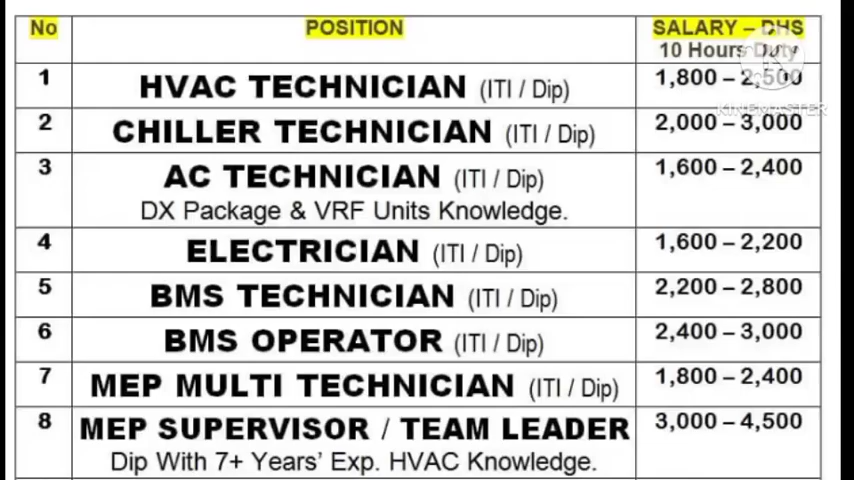 No POSITION SALARY – DHS
10 Hours Duty
1 HVAC TECHNICIAN (ITI / Dip) 1,800 – 2,500
KINEMASTER
2 CHILLER TECHNICIAN (ITI / Dip) 2,000 – 3,000
3 AC TECHNICIAN (ITI / Dip) 1,600 – 2,400
DX Package & VRF Units Knowledge.
4 ELECTRICIAN (ITI / Dip) 1,600 – 2,200
5 BMS TECHNICIAN (ITI / Dip) 2,200 – 2,800
6 BMS OPERATOR (ITI / Dip) 2,400 – 3,000
7 MEP MULTI TECHNICIAN (ITI / Dip) 1,800 – 2,400
8 MEP SUPERVISOR / TEAM LEADER 3,000 – 4,500
Dip With 7+ Years’ Exp. HVAC Knowledge.